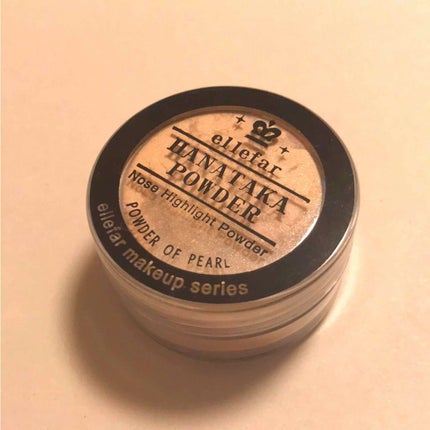 ellefar
HANATAKA
POWDER
Nose Highlight Powder
POWDER OF PEARL
ellefar makeup series